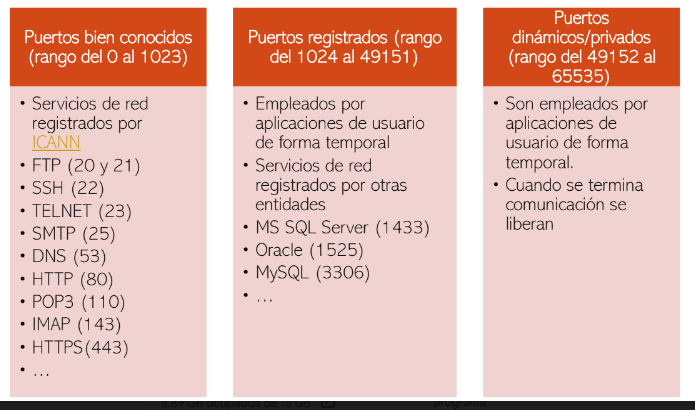 Puertos bien conocidos
(rango del 0 al 1023)
• Servicios de red
registrados por
ICANN
• FTP (20 y 21)
• SSH (22)
• TELNET (23)
• SMTP (25)
• DNS (53)
• HTTP (80)
• POP3 (110)
• IMAP (143)
• HTTPS(443)
• ...
Puertos registrados (rango
del 1024 al 49151)
• Empleados por
aplicaciones de usuario
de forma temporal
• Servicios de red
registrados por otras
entidades
• MS SQL Server (1433)
• Oracle (1525)
• MySQL (3306)
• ...
Puertos
dinámicos/privados
(rango del 49152 al
65535)
• Son empleados por
aplicaciones de
usuario de forma
temporal.
• Cuando se termina
comunicación se
liberan